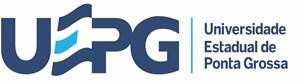 UEPG
Universidade
Estadual de
Ponta Grossa